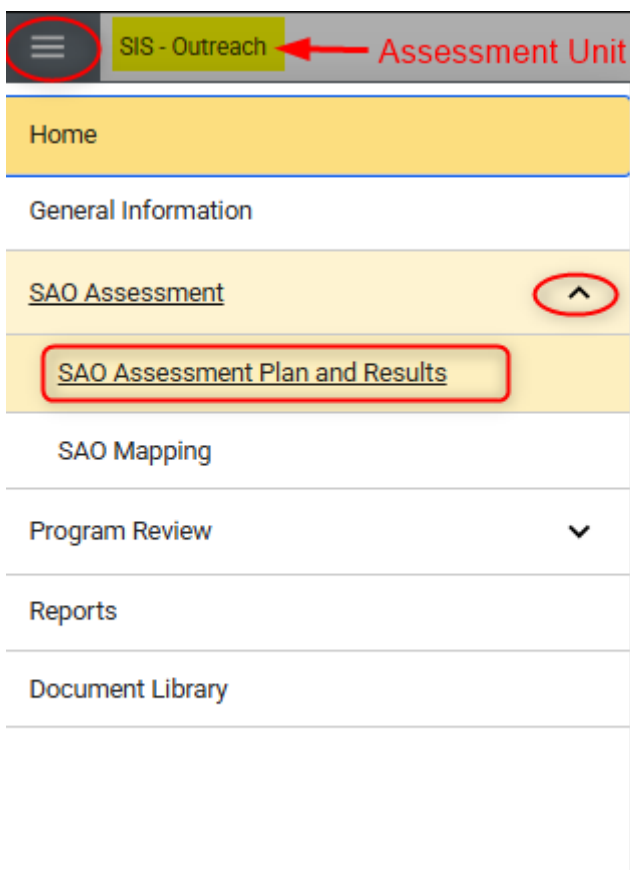 SIS - Outreach Assessment Unit
Home
General Information
SAO Assessment
SAO Assessment Plan and Results
SAO Mapping
Program Review
Reports
Document Library